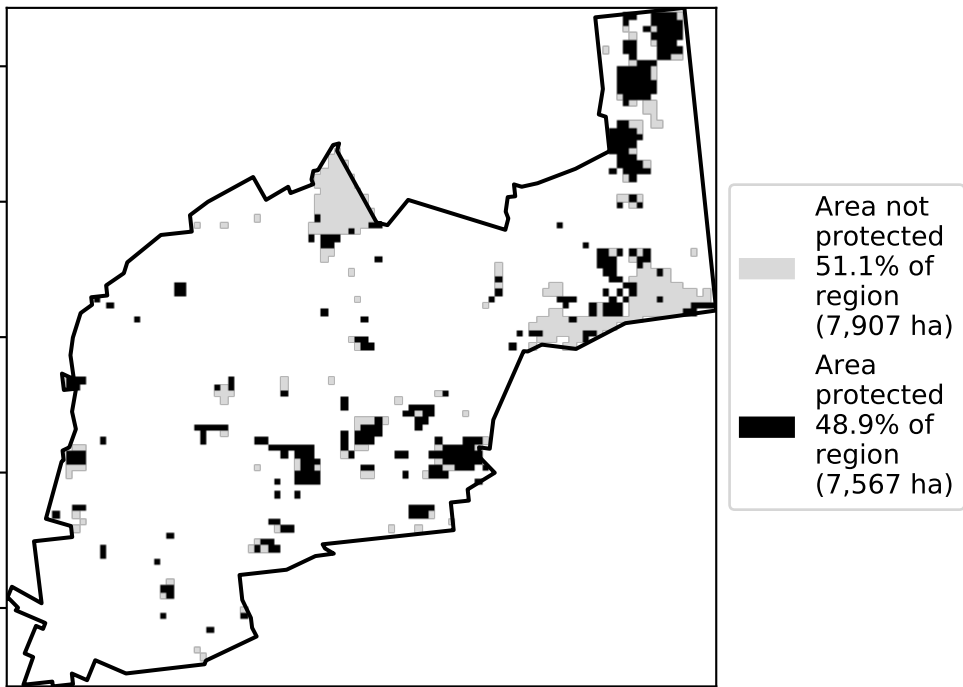 Area not
protected
51.1% of
region
(7,907 ha)
Area
protected
48.9% of
region
(7,567 ha)